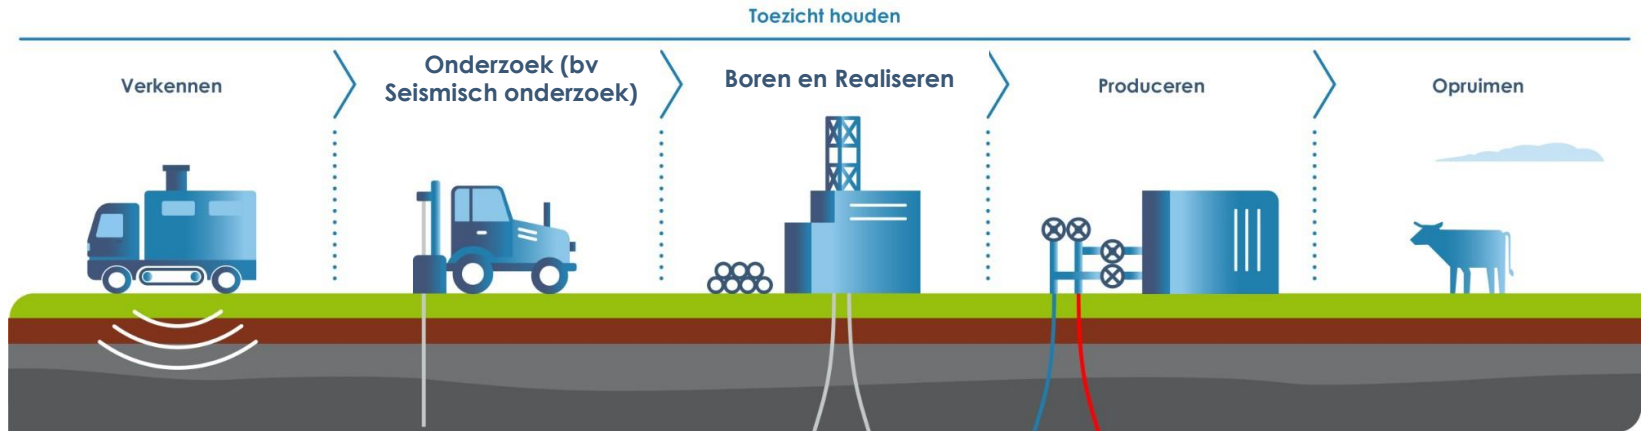 Toezicht houden
Verkennen
Onderzoek (bv
Seismisch onderzoek)
Boren en Realiseren
Produceren
Opruimen